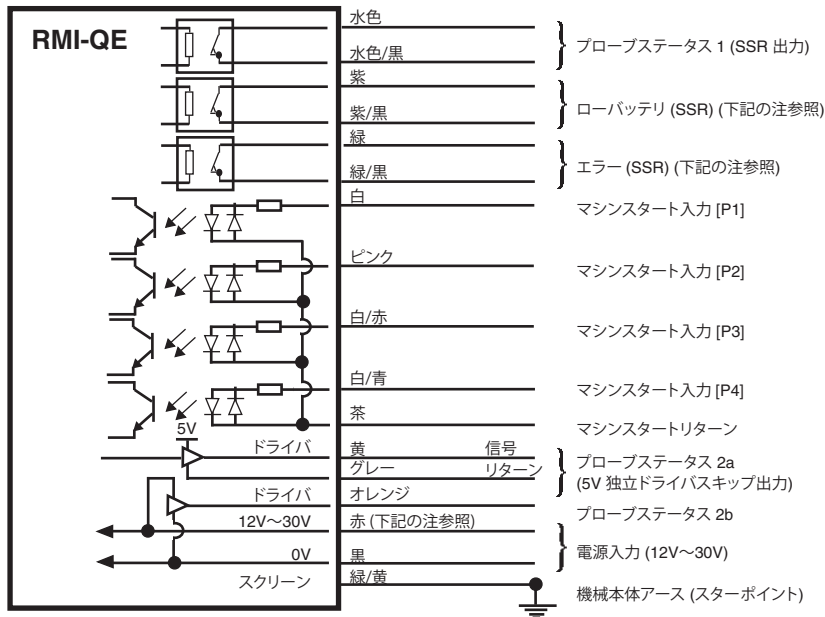 RMI-QE
水色
水色/黒
プローブステータス 1 (SSR 出力)
紫
紫/黒
ローバッテリ (SSR) (下記の注参照)
緑
緑/黒
エラー (SSR) (下記の注参照)
白
マシンスタート入力 [P1]
ピンク
マシンスタート入力 [P2]
白/赤
マシンスタート入力 [P3]
白/青
マシンスタート入力 [P4]
茶
マシンスタートリターン
5V
ドライバ
黄
信号
グレー
リターン
プローブステータス 2a
(5V 独立ドライバスキップ出力)
ドライバ
オレンジ
プローブステータス 2b
12V～30V
赤 (下記の注参照)
0V
黒
電源入力 (12V～30V)
スクリーン
緑/黄
機械本体アース (スターポイント)